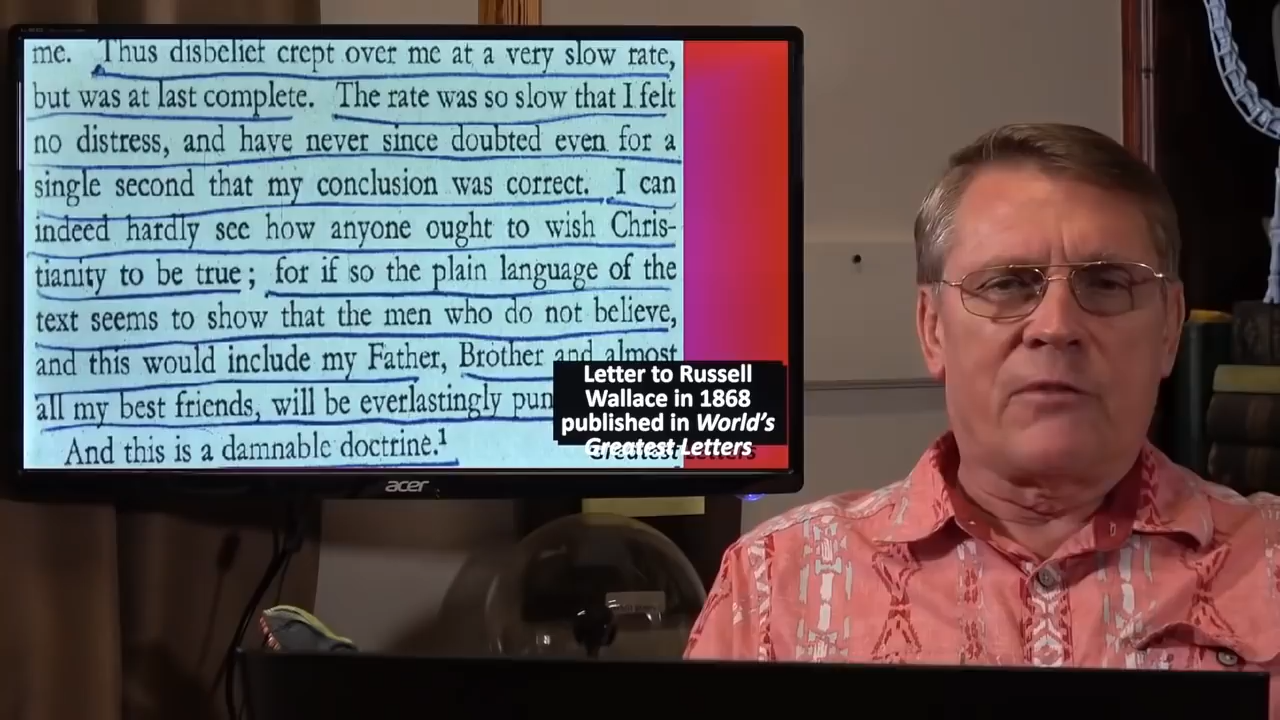 me. Thus disbelief crept over me at a very slow rate,
but was at last complete. The rate was so slow that I felt
no distress, and have never since doubted even for a
single second that my conclusion was correct. I can
indeed hardly see how anyone ought to wish Chris-
tianity to be true; for if so the plain language of the
text seems to show that the men who do not believe,
and this would include my Father, Brother and almost
all my best friends, will be everlastingly pun
And this is a damnable doctrine.¹
Letter to Russell
Wallace in 1868
published in World's
Greatest Letters
Greatest Letters
acer